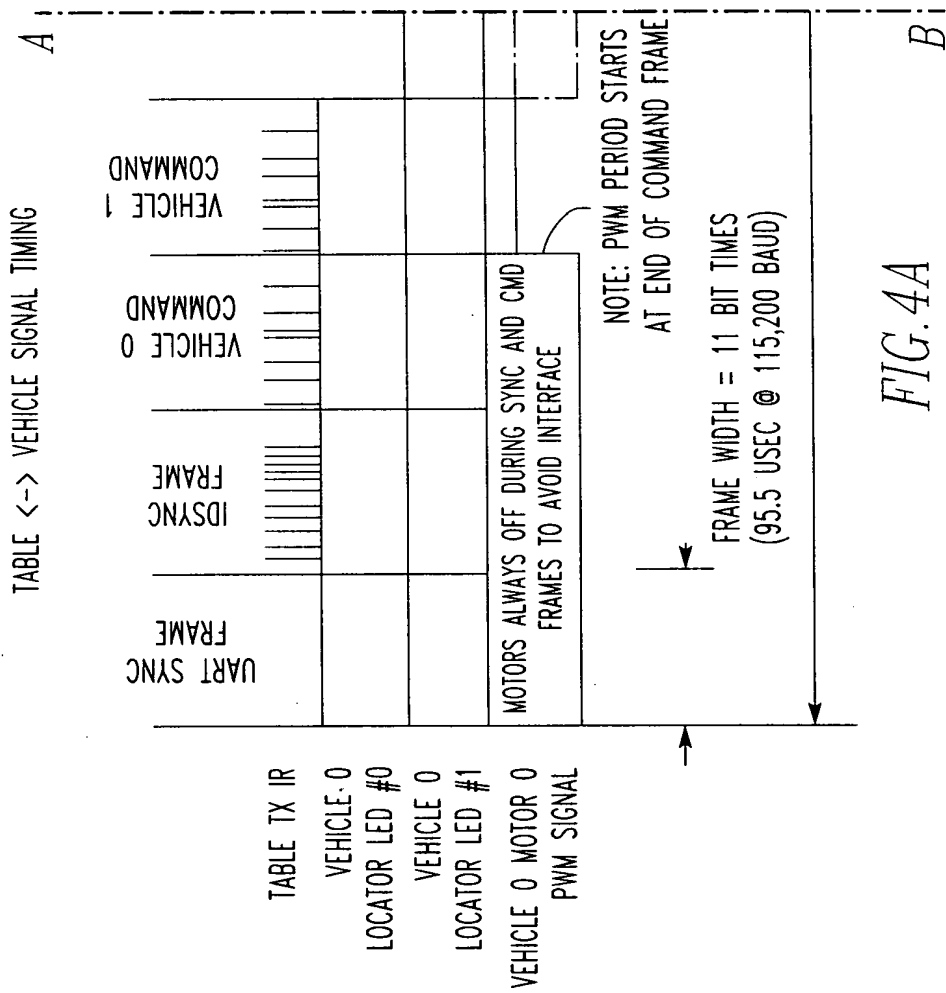 TABLE <-> VEHICLE SIGNAL TIMING
A
UART SYNC
FRAME
IDSYNC
FRAME
VEHICLE 0
COMMAND
VEHICLE 1
COMMAND
TABLE TX IR
VEHICLE 0
LOCATOR LED #0
VEHICLE 0
LOCATOR LED #1
VEHICLE 0 MOTOR 0
PWM SIGNAL
MOTORS ALWAYS OFF DURING SYNC AND CMD
FRAMES TO AVOID INTERFACE
NOTE: PWM PERIOD STARTS
AT END OF COMMAND FRAME
FRAME WIDTH = 11 BIT TIMES
(95.5 USEC @ 115,200 BAUD)
B
FIG. 4A